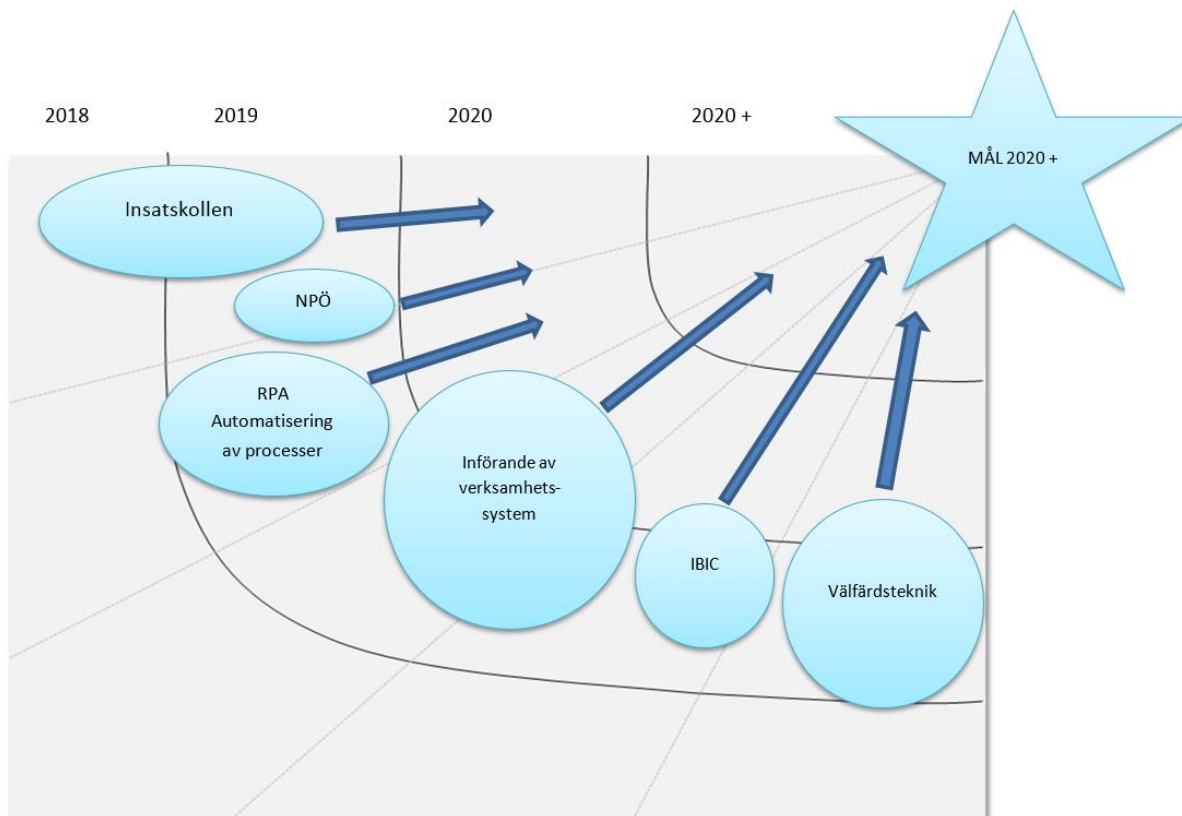 2018
2019
2020
2020 +
MÅL 2020 +
Insatskollen
NPÖ
RPA
Automatisering
av processer
Införande av
verksamhets-
system
IBIC
Välfärdsteknik